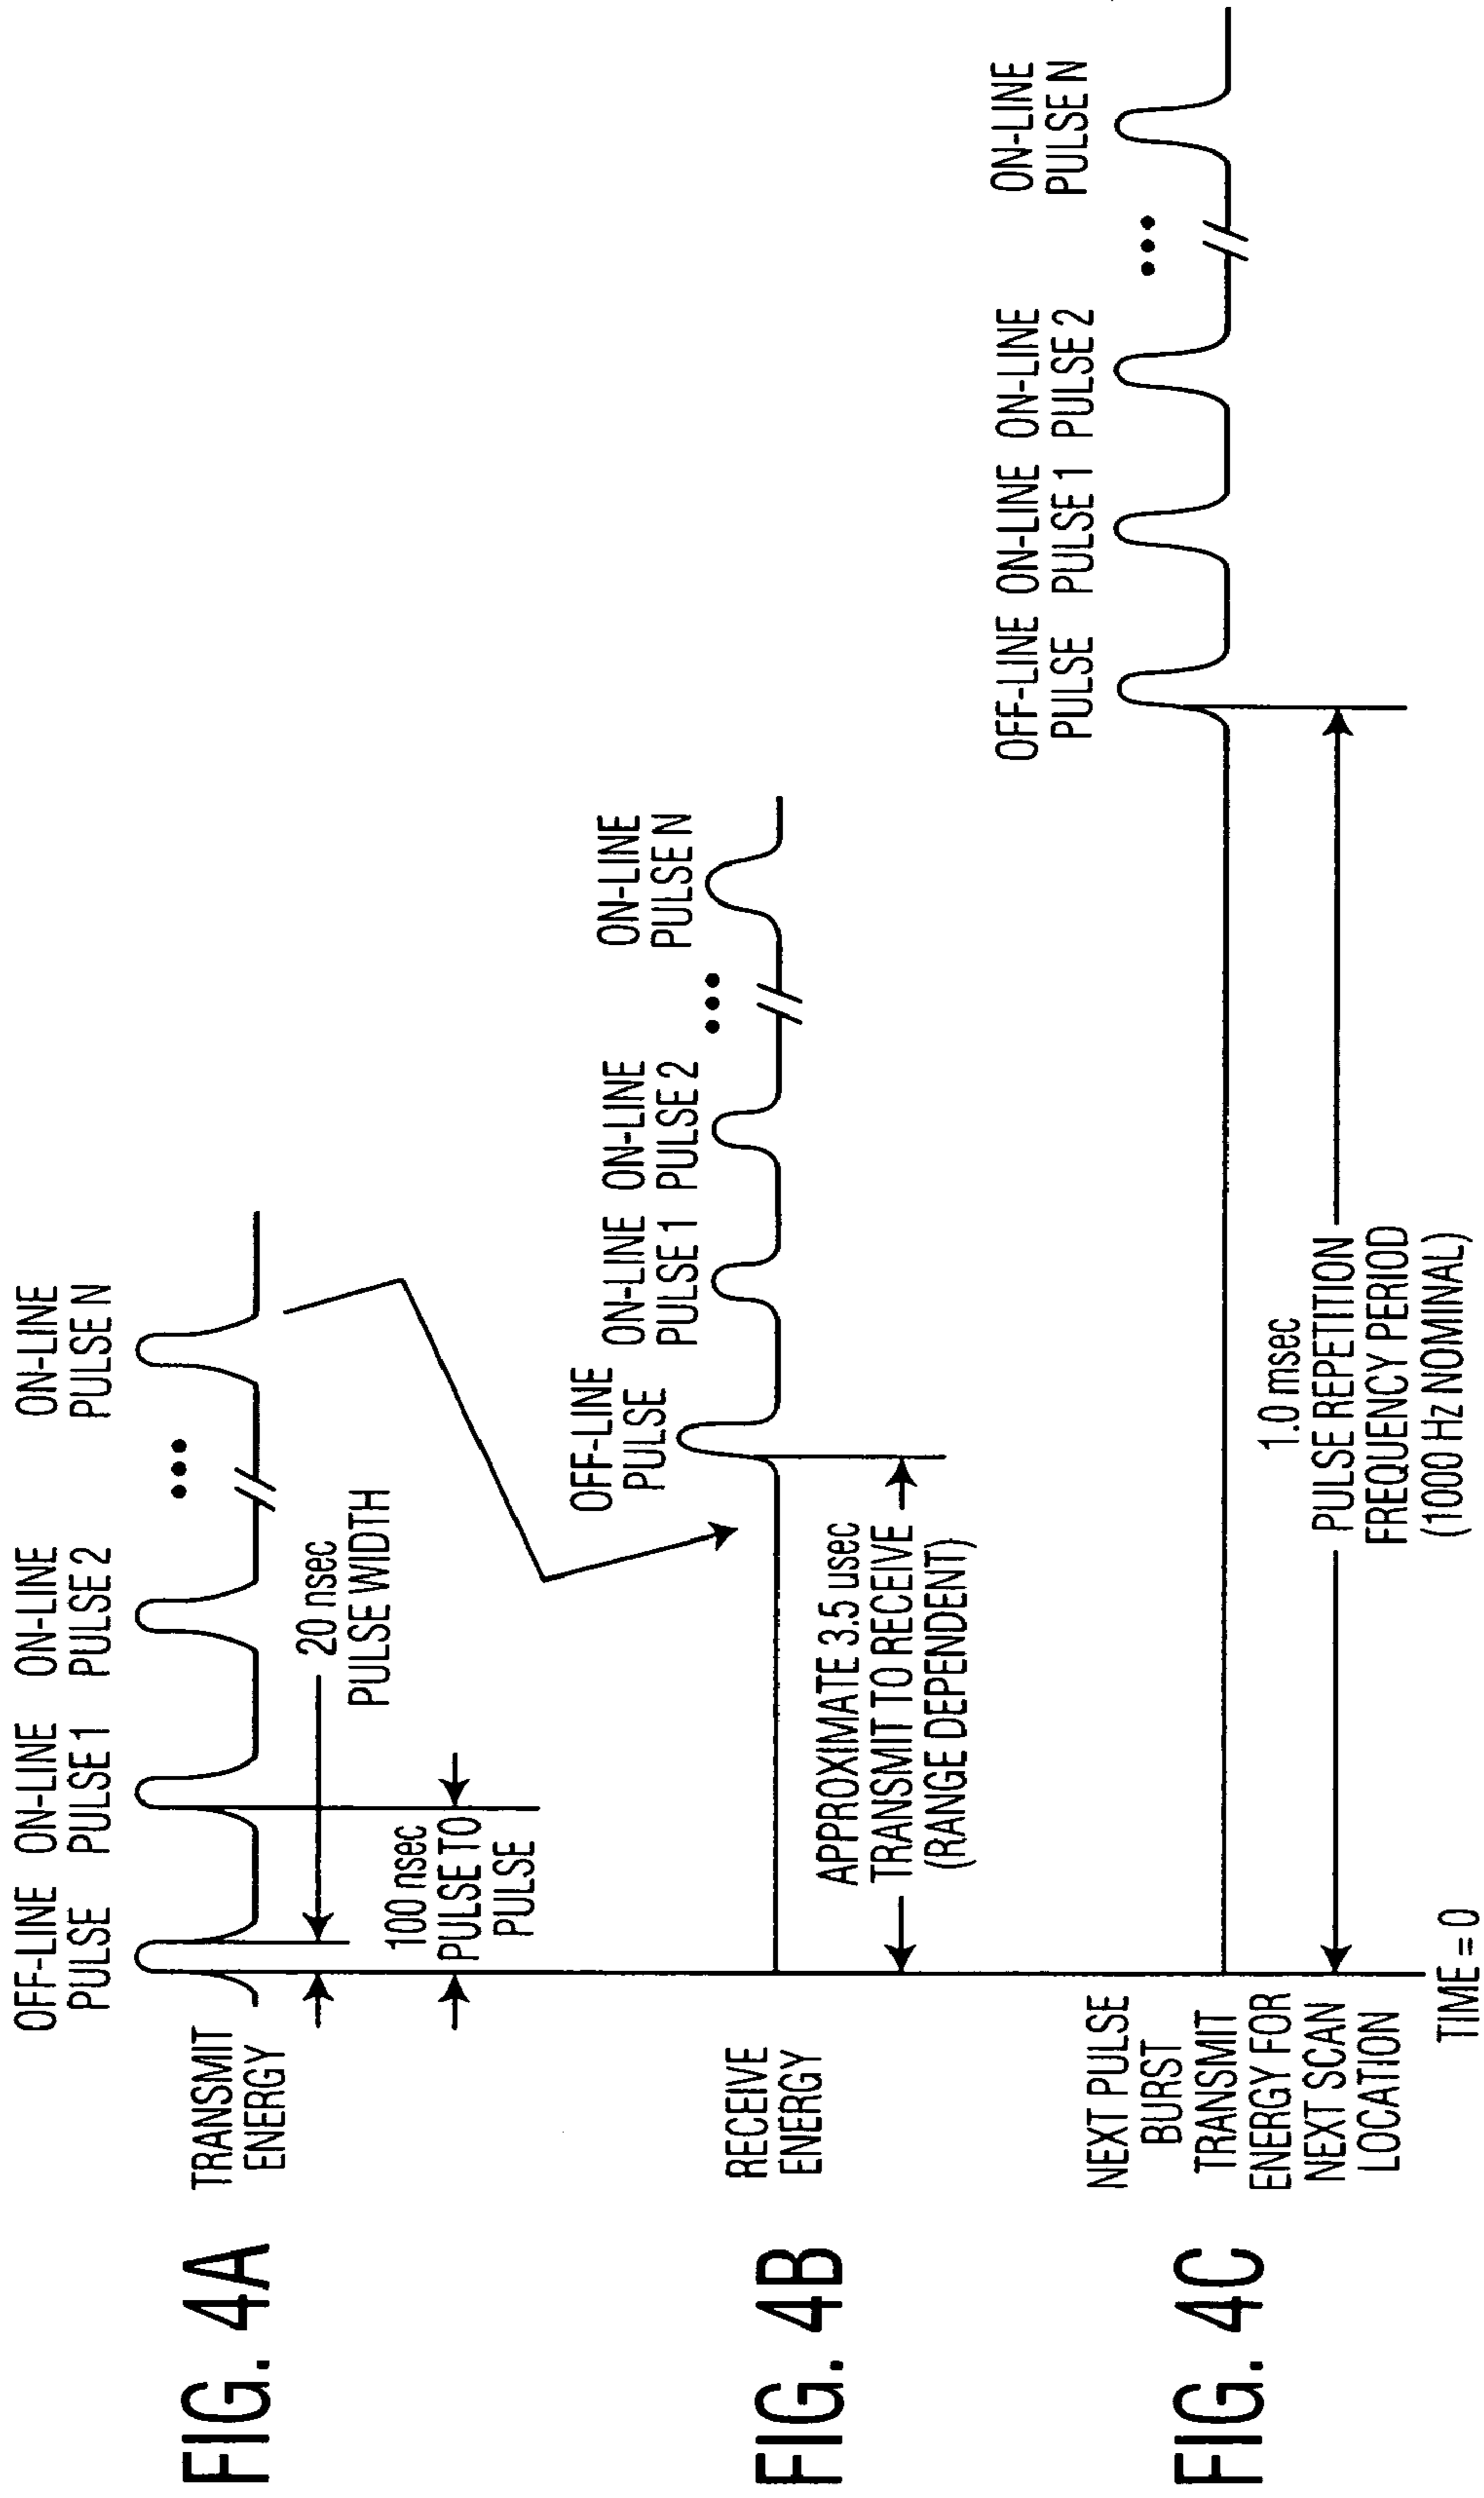 FIG. 4A
TRANSMIT
ENERGY
OFF-LINE
PULSE
ON-LINE
PULSE1
ON-LINE
PULSE 2
•••
ON-LINE
PULSE N
20 nsec
PULSE WIDTH
100 nsec
PULSE TO
PULSE
FIG. 4B
RECEIVE
ENERGY
OFF-LINE
PULSE
ON-LINE
PULSE 1
ON-LINE
PULSE 2
•••
ON-LINE
PULSE N
APPROXIMATE 3.5 usec
TRANSMIT TO RECEIVE
(RANGE DEPENDENT)
FIG. 4C
NEXT PULSE
BURST
TRANSMIT
ENERGY FOR
NEXT SCAN
LOCATION
OFF-LINE
PULSE
ON-LINE
PULSE 1
ON-LINE
PULSE 2
•••
ON-LINE
PULSE N
1.0 msec
PULSE REPETITION
FREQUENCY PERIOD
(1000 Hz NOMINAL)
TIME = 0